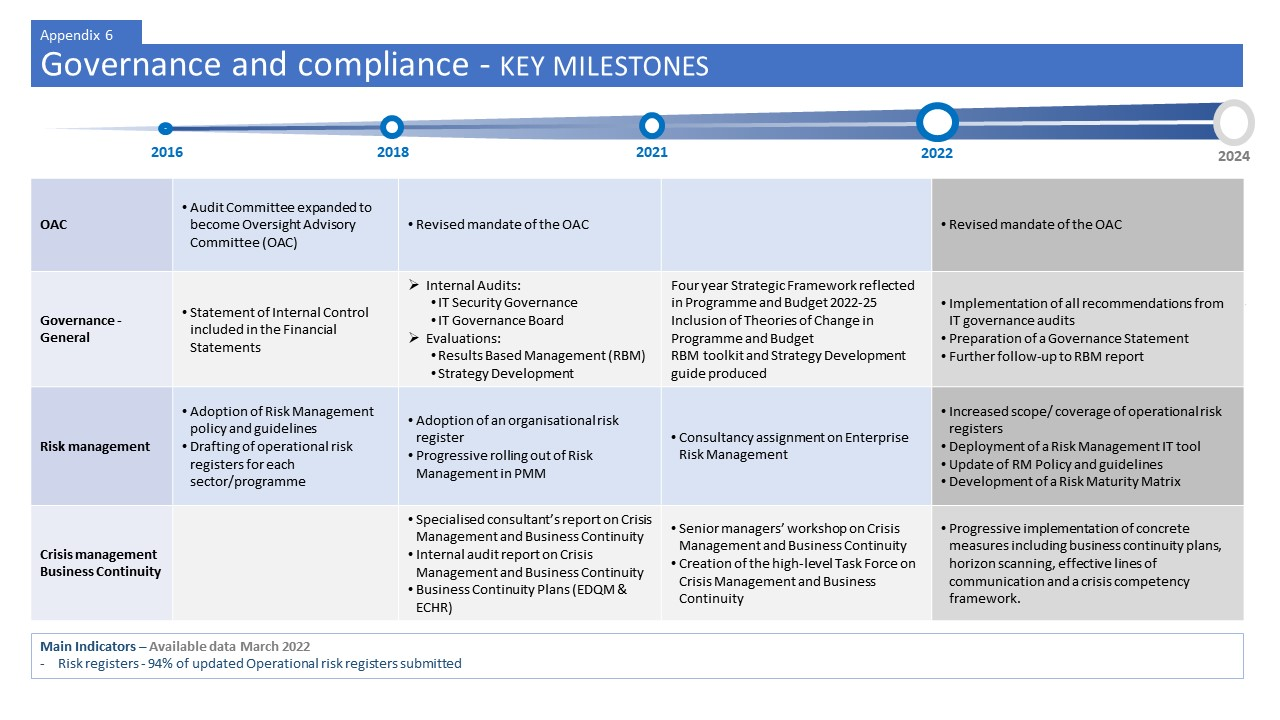 Appendix 6
Governance and compliance - KEY MILESTONES
2016
2018
2021
2022
2024
OAC
• Audit Committee expanded to
become Oversight Advisory
Committee (OAC)
• Revised mandate of the OAC
• Revised mandate of the OAC
Governance -
General
• Statement of Internal Control
included in the Financial
Statements
➢ Internal Audits:
• IT Security Governance
• IT Governance Board
➢ Evaluations:
• Results Based Management (RBM)
• Strategy Development
Four year Strategic Framework reflected
in Programme and Budget 2022-25
Inclusion of Theories of Change in
Programme and Budget
RBM toolkit and Strategy Development
guide produced
• Implementation of all recommendations from
IT governance audits
• Preparation of a Governance Statement
• Further follow-up to RBM report
Risk management
• Adoption of Risk Management
policy and guidelines
• Drafting of operational risk
registers for each
sector/programme
• Adoption of an organisational risk
register
• Progressive rolling out of Risk
Management in PMM
• Consultancy assignment on Enterprise
Risk Management
• Increased scope/ coverage of operational risk
registers
• Deployment of a Risk Management IT tool
• Update of RM Policy and guidelines
• Development of a Risk Maturity Matrix
Crisis management
Business Continuity
• Specialised consultant's report on Crisis
Management and Business Continuity
• Internal audit report on Crisis
Management and Business Continuity
• Business Continuity Plans (EDQM &
ECHR)
• Senior managers' workshop on Crisis
Management and Business Continuity
• Creation of the high-level Task Force on
Crisis Management and Business
Continuity
• Progressive implementation of concrete
measures including business continuity plans,
horizon scanning, effective lines of
communication and a crisis competency
framework.
Main Indicators – Available data March 2022
- Risk registers - 94% of updated Operational risk registers submitted